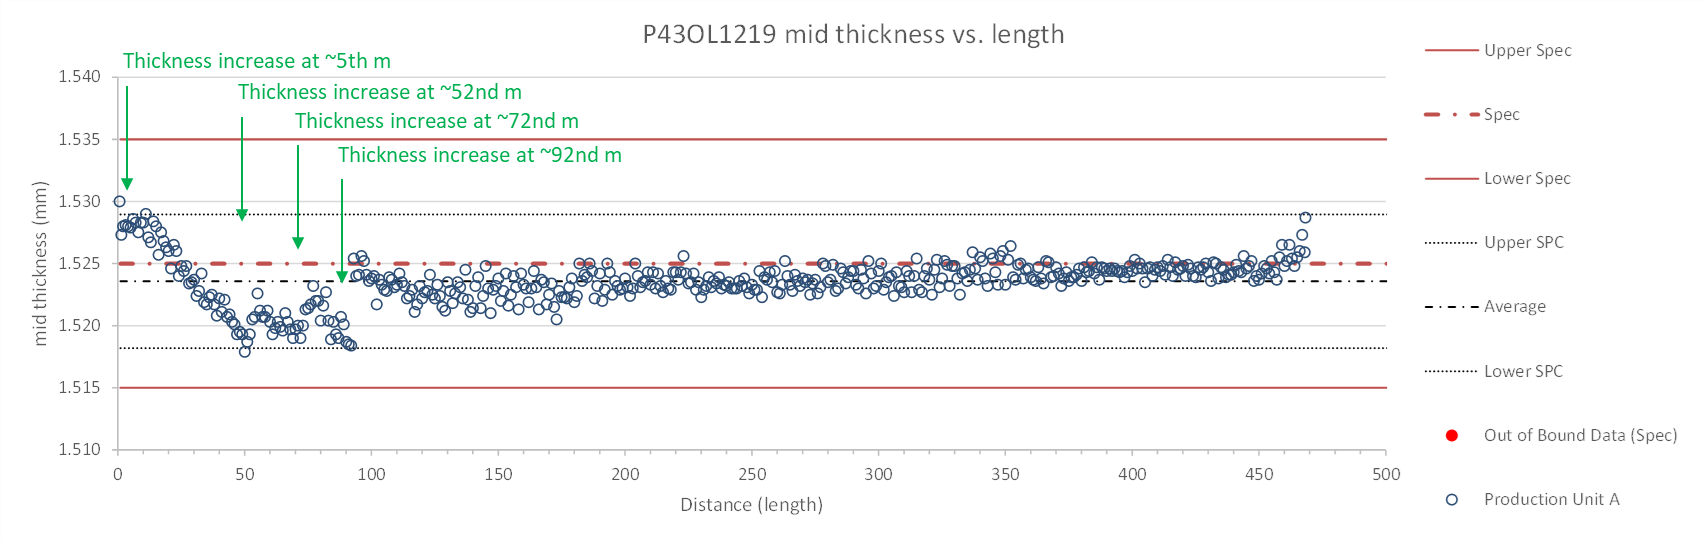 P43OL1219 mid thickness vs. length
Thickness increase at ~5th m
Thickness increase at ~52nd m
Thickness increase at ~72nd m
Thickness increase at ~92nd m
mid thickness (mm)
1.540
1.535
1.530
1.525
1.520
1.515
1.510
0 50 100 150 200 250 300 350 400 450 500
Distance (length)
Upper Spec
Spec
Lower Spec
Upper SPC
Average
Lower SPC
Out of Bound Data (Spec)
Production Unit A